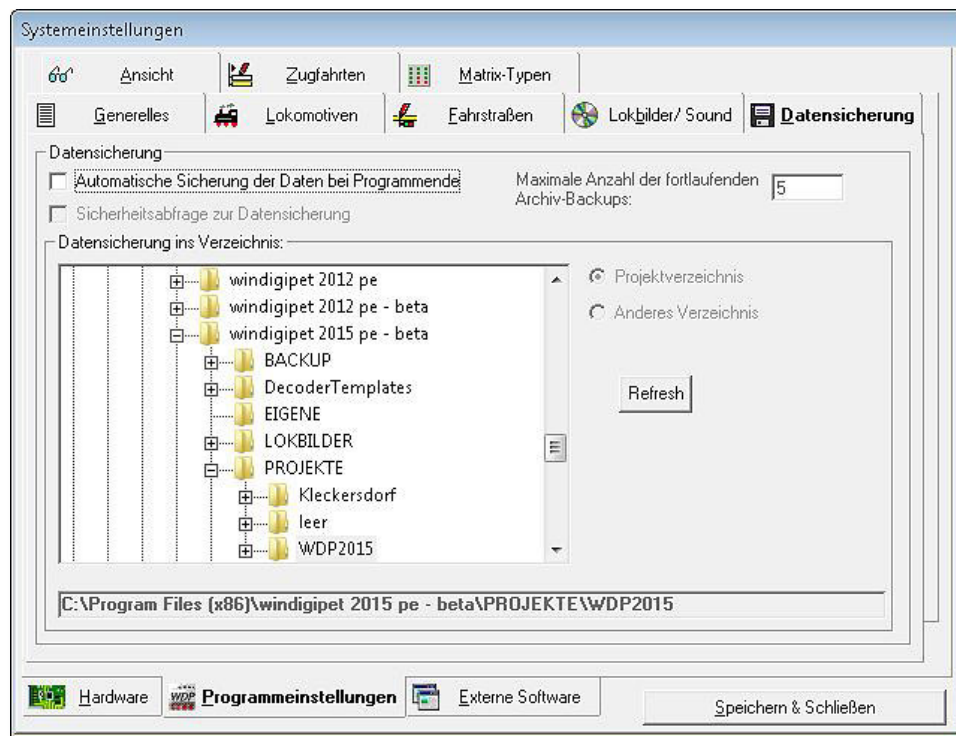 Systemeinstellungen
Ansicht
Zugfahrten
Matrix-Typen
Generelles
Lokomotiven
Fahrstraßen
Lokbilder/ Sound
Datensicherung
Datensicherung
Automatische Sicherung der Daten bei Programmende
Maximale Anzahl der fortlaufenden
Archiv-Backups:
5
Sicherheitsabfrage zur Datensicherung
Datensicherung ins Verzeichnis:
windigipet 2012 pe
Projektverzeichnis
windigipet 2012 pe - beta
Anderes Verzeichnis
windigipet 2015 pe - beta
BACKUP
DecoderTemplates
Refresh
EIGENE
LOKBILDER
PROJEKTE
Kleckersdorf
leer
WDP2015
C:\Program Files (x86)\windigipet 2015 pe - beta\PROJEKTE\WDP2015
Hardware
WDP
Programmeinstellungen
Externe Software
Speichern & Schließen